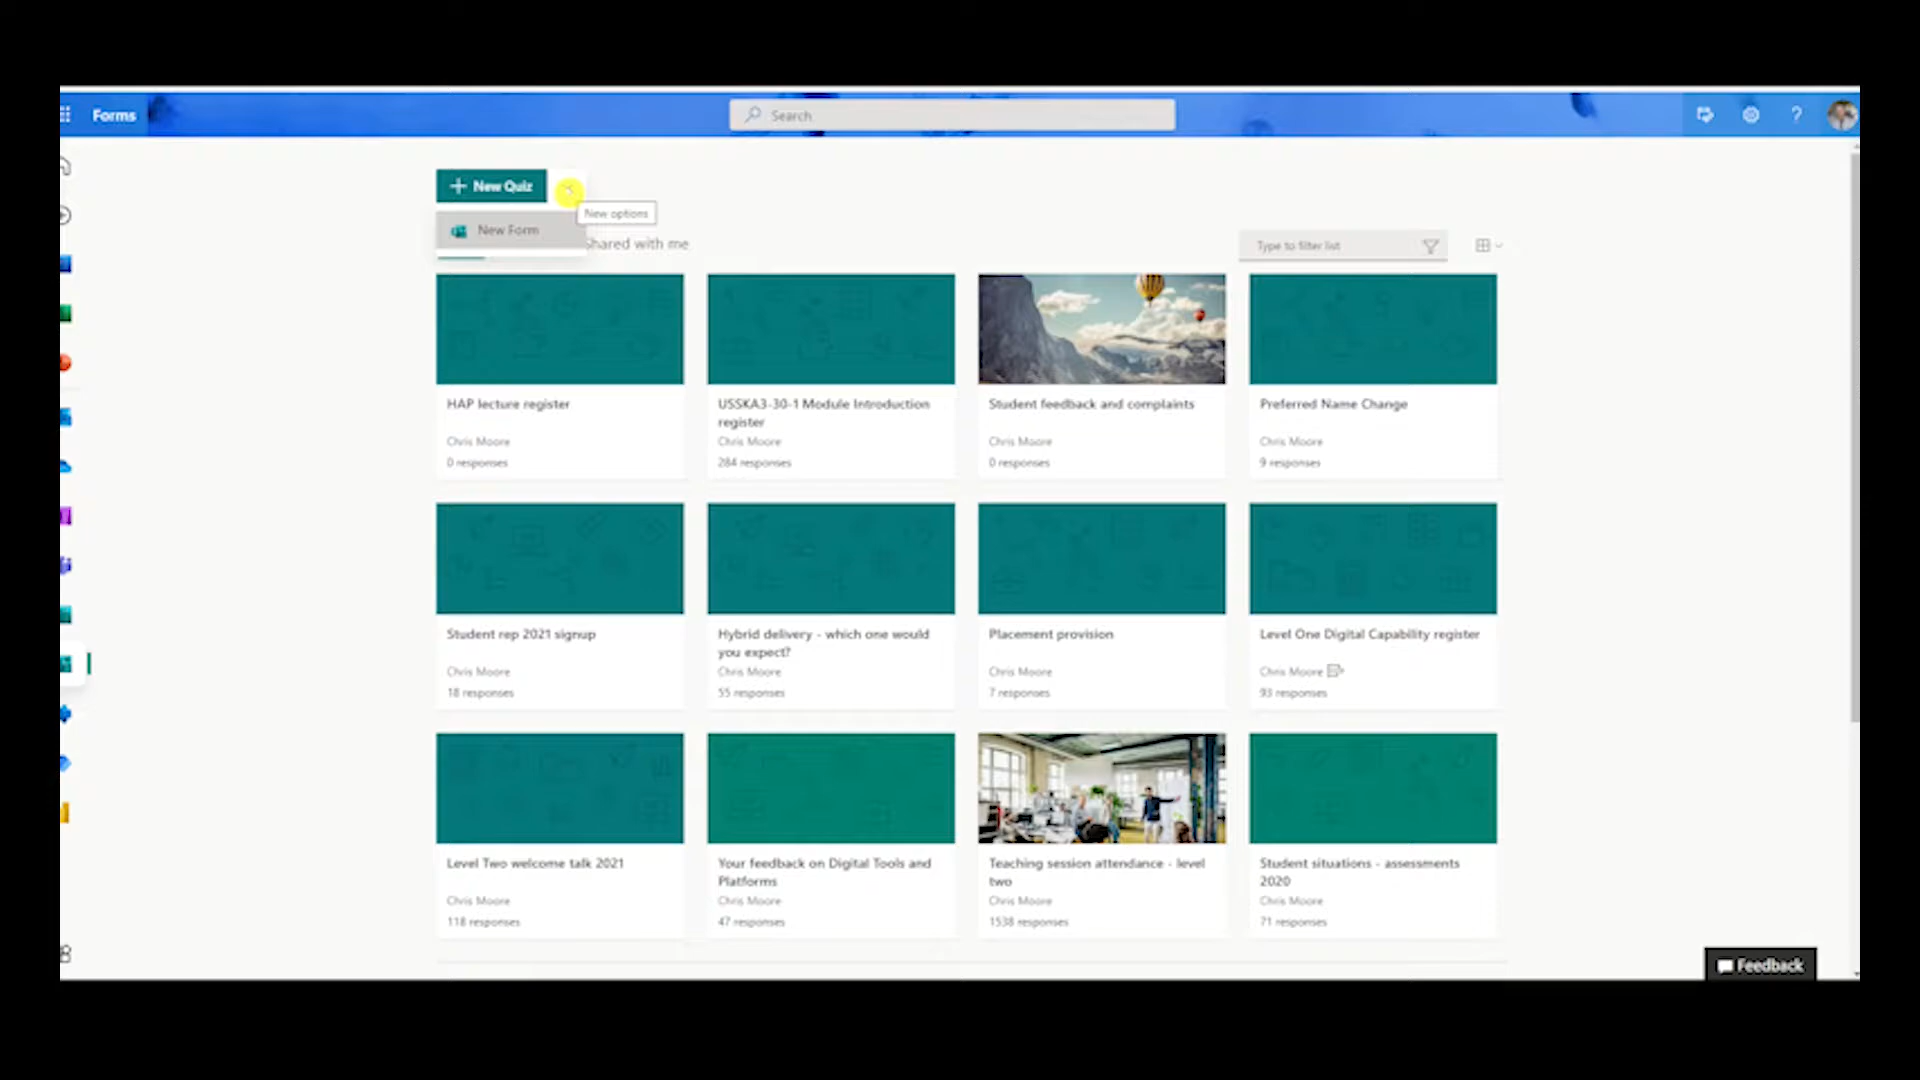 Forms
Search
?
New Quiz
New options
New Form
Shared with me
Type to filter list
HAP lecture register
Chris Moore
0 responses
USSKA3-30-1 Module Introduction
register
Chris Moore
284 responses
Student feedback and complaints
Chris Moore
0 responses
Preferred Name Change
Chris Moore
9 responses
Student rep 2021 signup
Chris Moore
18 responses
Hybrid delivery - which one would
you expect?
Chris Moore
55 responses
Placement provision
Chris Moore
7 responses
Level One Digital Capability register
Chris Moore
93 responses
Level Two welcome talk 2021
Chris Moore
118 responses
Your feedback on Digital Tools and
Platforms
Chris Moore
47 responses
Teaching session attendance - level
two
Chris Moore
1538 responses
Student situations - assessments
2020
Chris Moore
71 responses
Feedback